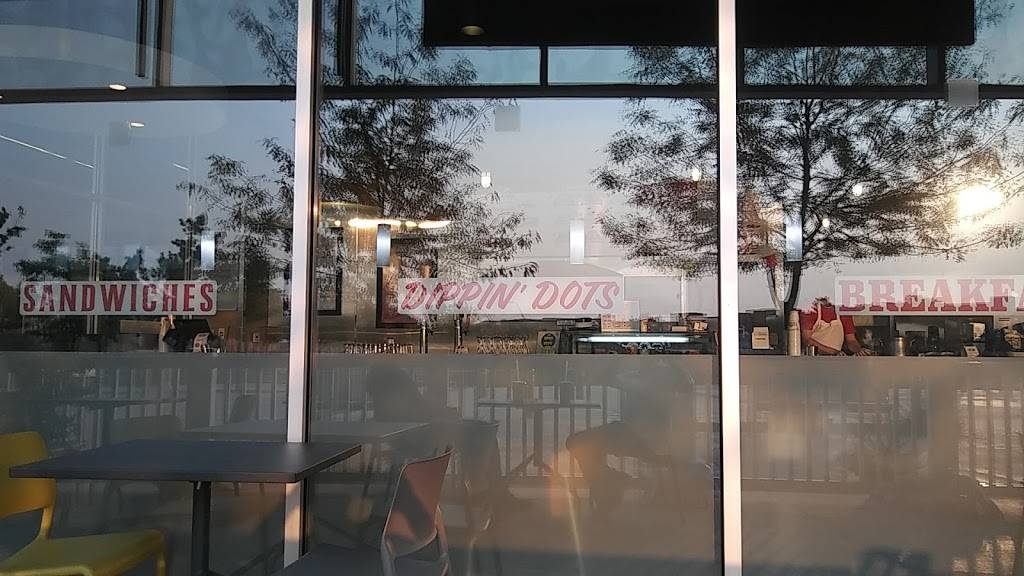 SANDWICHES
DIPPIN' DOTS
BREAKFA